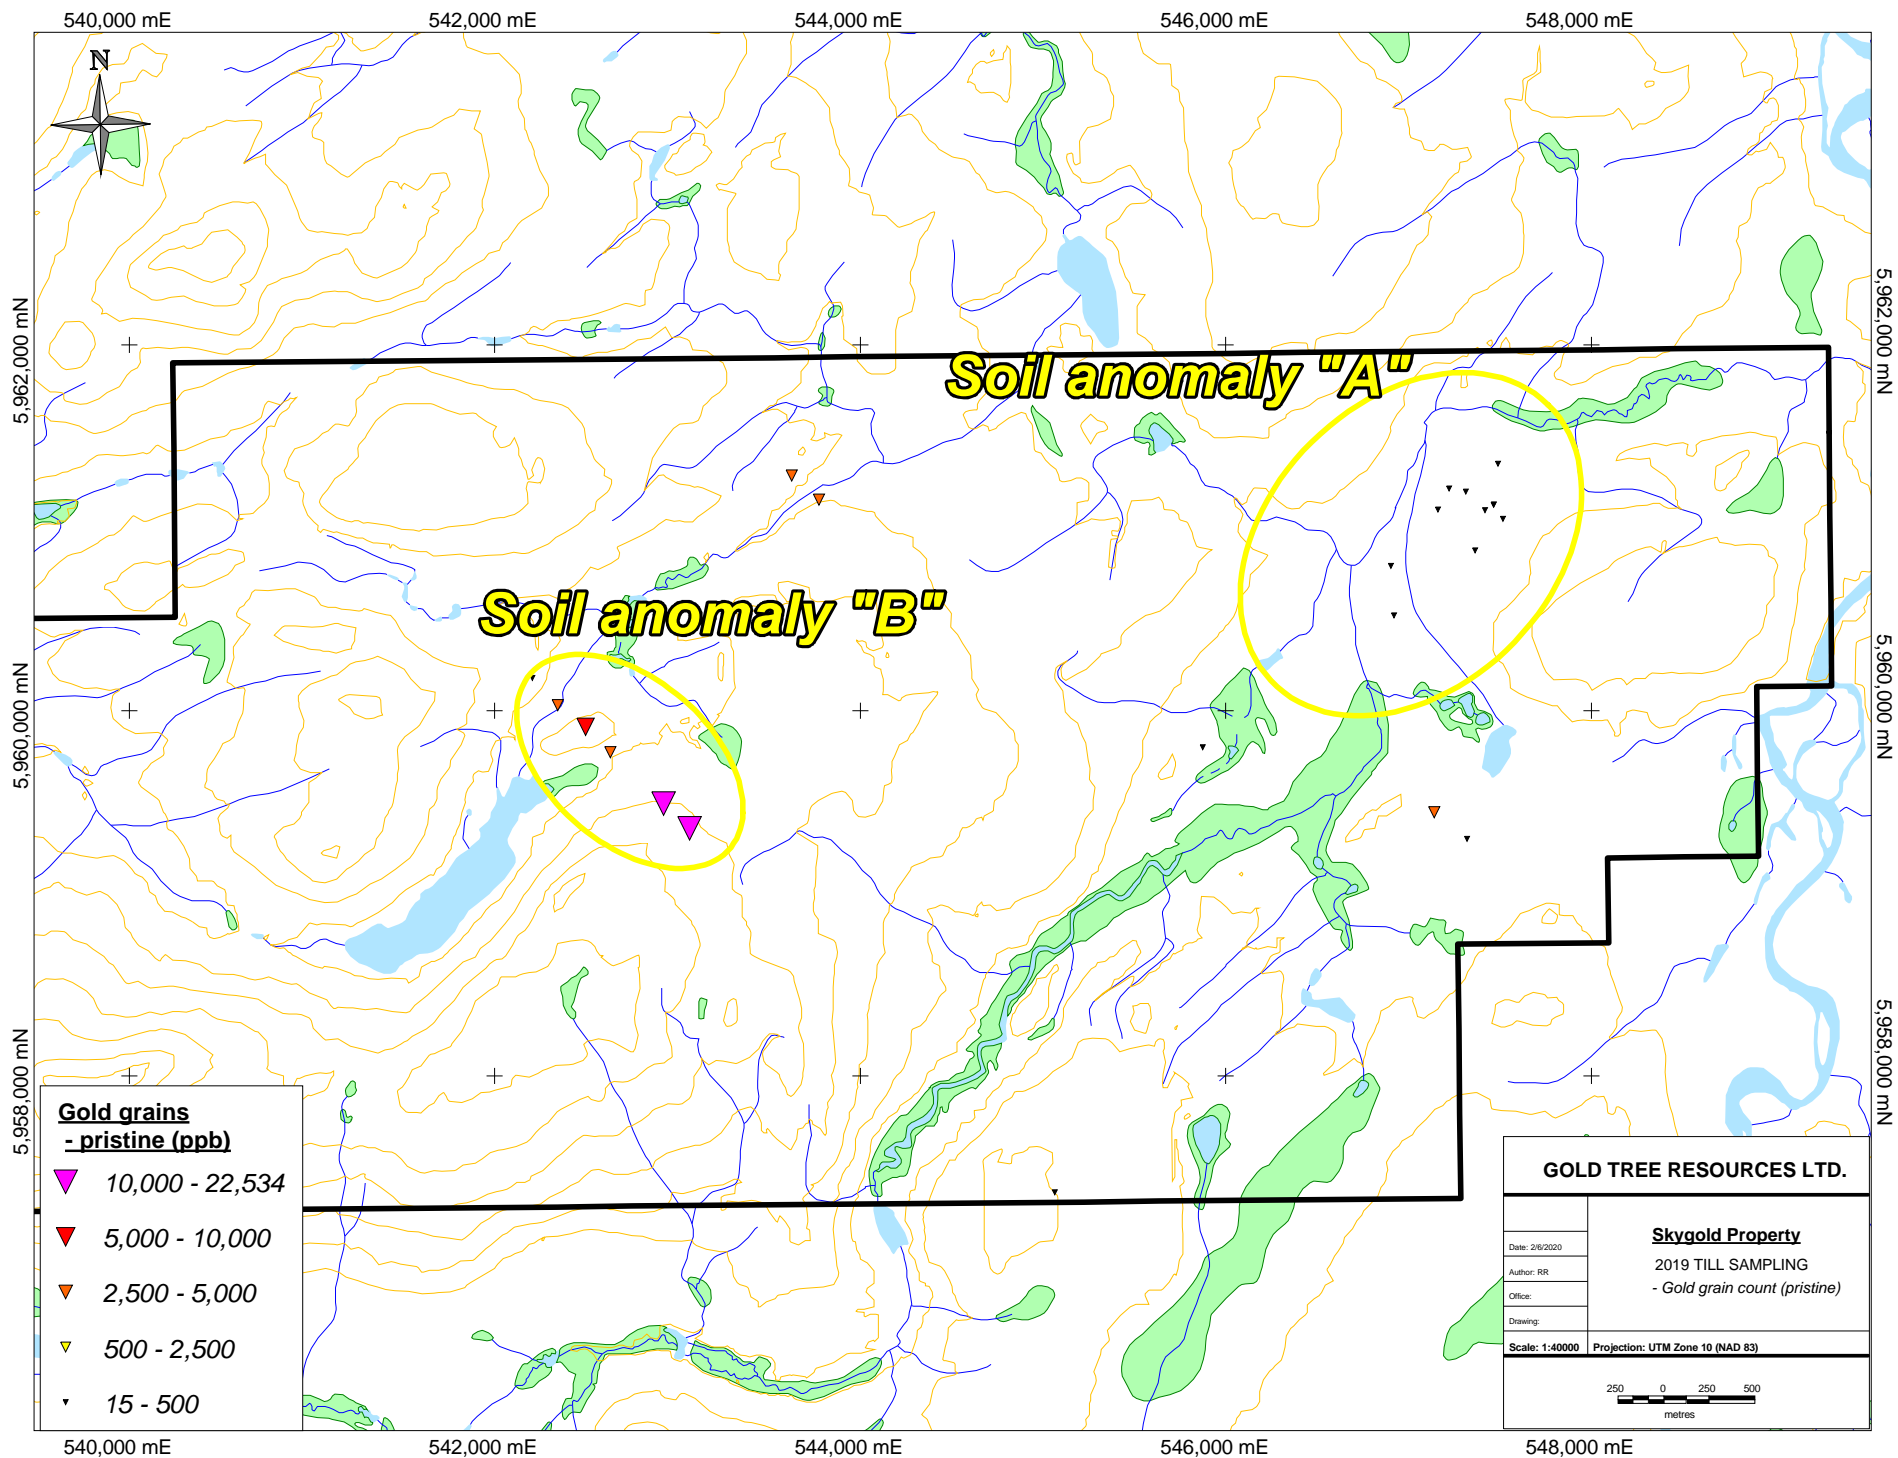 540,000 mE
542,000 mE
544,000 mE
546,000 mE
548,000 mE
N
5,962,000 mN
5,962,000 mN
Soil anomaly "A"
Soil anomaly "B"
5,960,000 mN
5,960,000 mN
5,958,000 mN
5,958,000 mN
Gold grains
- pristine (ppb)
10,000 - 22,534
5,000 - 10,000
2,500 - 5,000
500 - 2,500
15 - 500
GOLD TREE RESOURCES LTD.
Date: 2/6/2020
Author: RR
Office:
Drawing:
Skygold Property
2019 TILL SAMPLING
- Gold grain count (pristine)
Scale: 1:40000
Projection: UTM Zone 10 (NAD 83)
250 0 250 500
metres
540,000 mE
542,000 mE
544,000 mE
546,000 mE
548,000 mE